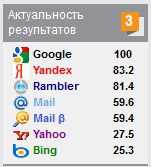 Актуальность
результатов
3
Google 100
Yandex 83.2
Rambler 81.4
Mail 59.6
Mail β 59.4
Yahoo 27.5
Bing 25.3